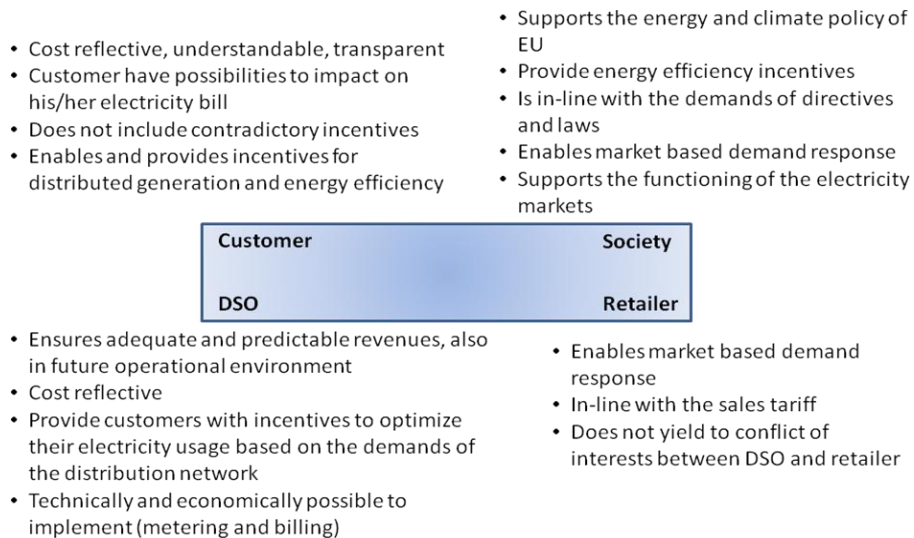 • Cost reflective, understandable, transparent
• Customer have possibilities to impact on
his/her electricity bill
• Does not include contradictory incentives
• Enables and provides incentives for
distributed generation and energy efficiency
• Supports the energy and climate policy of
EU
• Provide energy efficiency incentives
• Is in-line with the demands of directives
and laws
• Enables market based demand response
• Supports the functioning of the electricity
markets
Customer
Society
DSO
Retailer
• Ensures adequate and predictable revenues, also
in future operational environment
• Cost reflective
• Provide customers with incentives to optimize
their electricity usage based on the demands of
the distribution network
• Technically and economically possible to
implement (metering and billing)
• Enables market based demand
response
• In-line with the sales tariff
• Does not yield to conflict of
interests between DSO and retailer